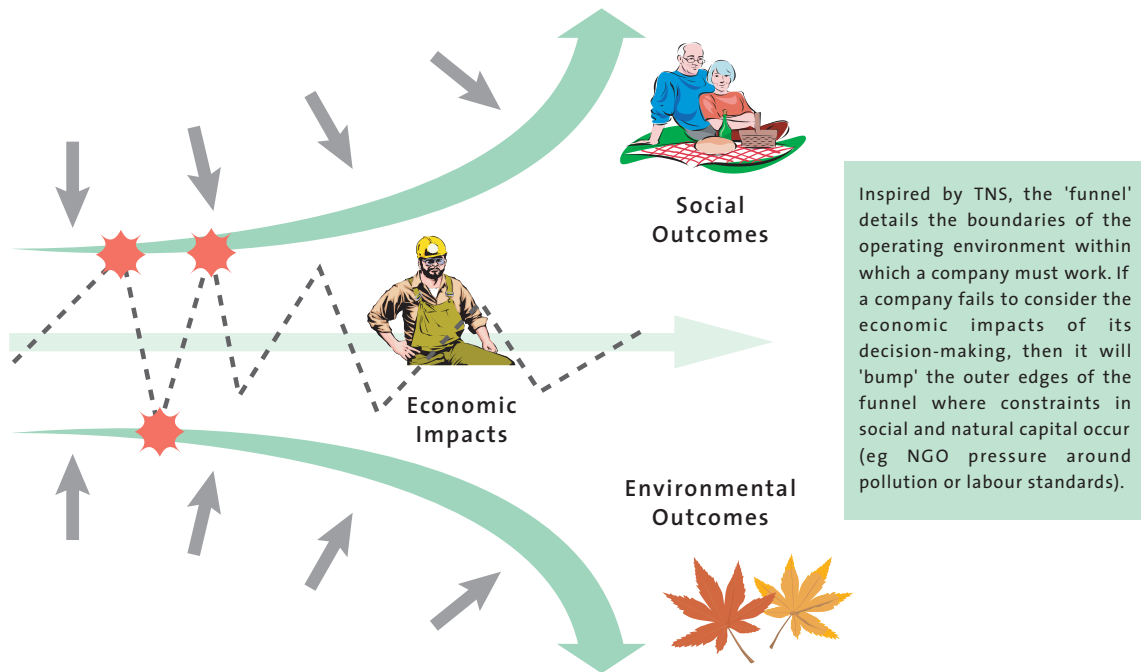 Social
Outcomes
Inspired by TNS, the 'funnel'
details the boundaries of the
operating environment within
which a company must work. If
a company fails to consider the
economic impacts of its
decision-making, then it will
'bump' the outer edges of the
funnel where constraints in
social and natural capital occur
(eg NGO pressure around
pollution or labour standards).
Economic
Impacts
Environmental
Outcomes